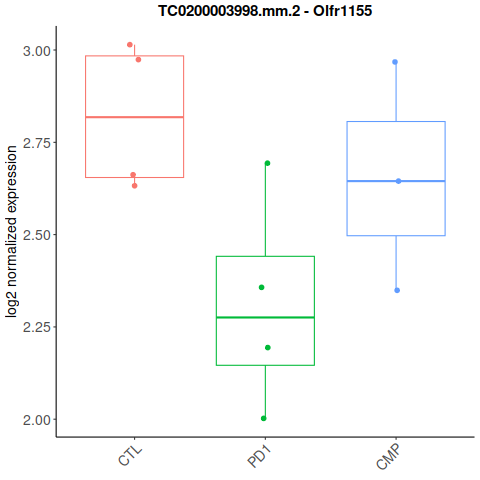 TC0200003998.mm.2 - Olfr1155
log2 normalized expression
3.00
2.75
2.50
2.25
2.00
CTL
PD1
CMP